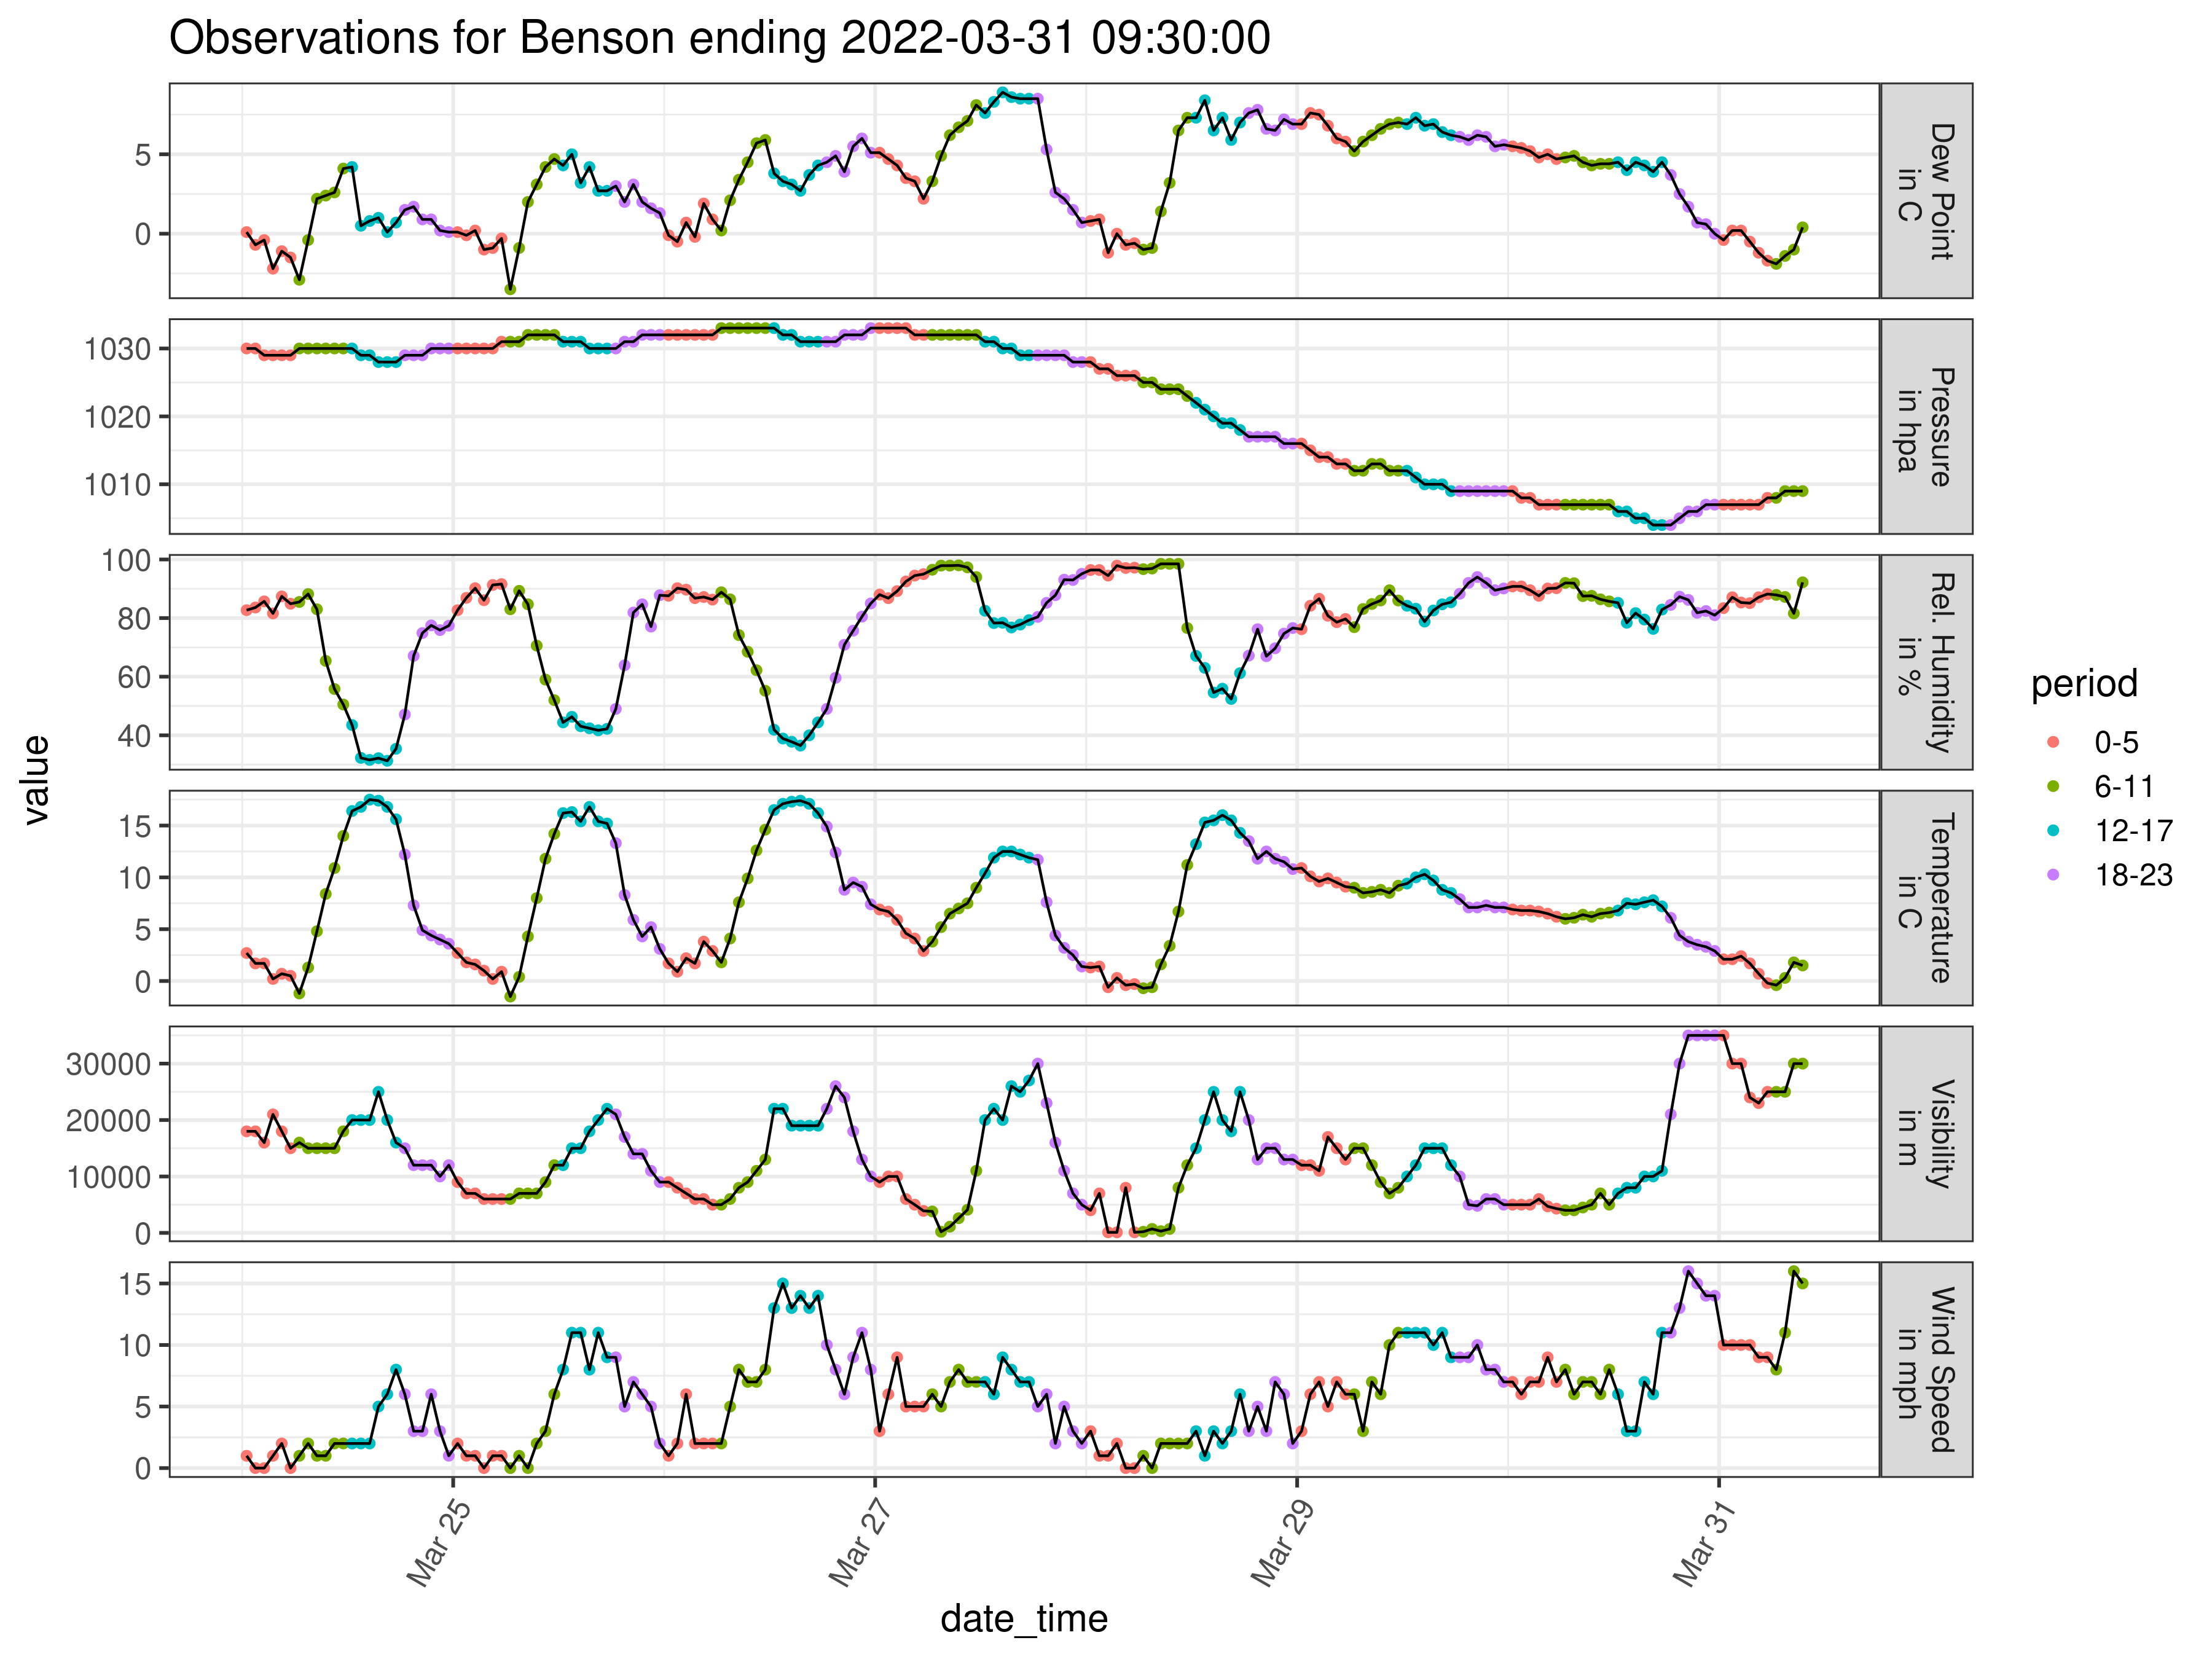 Observations for Benson ending 2022-03-31 09:30:00
value
5
0
Dew Point
in C
1030
1020
1010
Pressure
in hpa
100
80
60
40
Rel. Humidity
in %
15
10
5
0
Temperature
in C
30000
20000
10000
0
Visibility
in m
15
10
5
0
Wind Speed
in mph
Mar 25
Mar 27
Mar 29
Mar 31
date_time
period
0-5
6-11
12-17
18-23